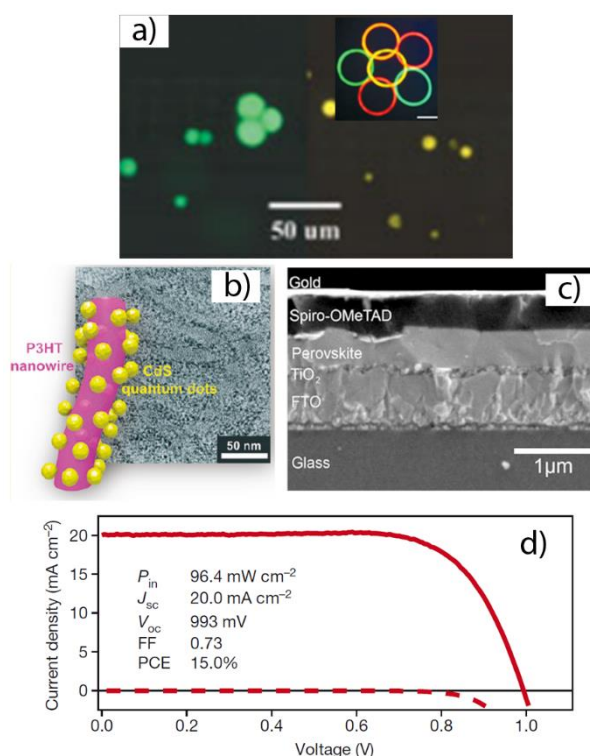 a)
50 um
b)
P3HT
nanowire
CdS
quantum dots
50 nm
c)
Gold
Spiro-OMeTAD
Perovskite
TiO₂
FTO
Glass
1µm
d)
Current density (mA cm⁻²)
20
15
10
5
0
P_in 96.4 mW cm⁻²
J_sc 20.0 mA cm⁻²
V_oc 993 mV
FF 0.73
PCE 15.0%
0.0 0.2 0.4 0.6 0.8 1.0
Voltage (V)